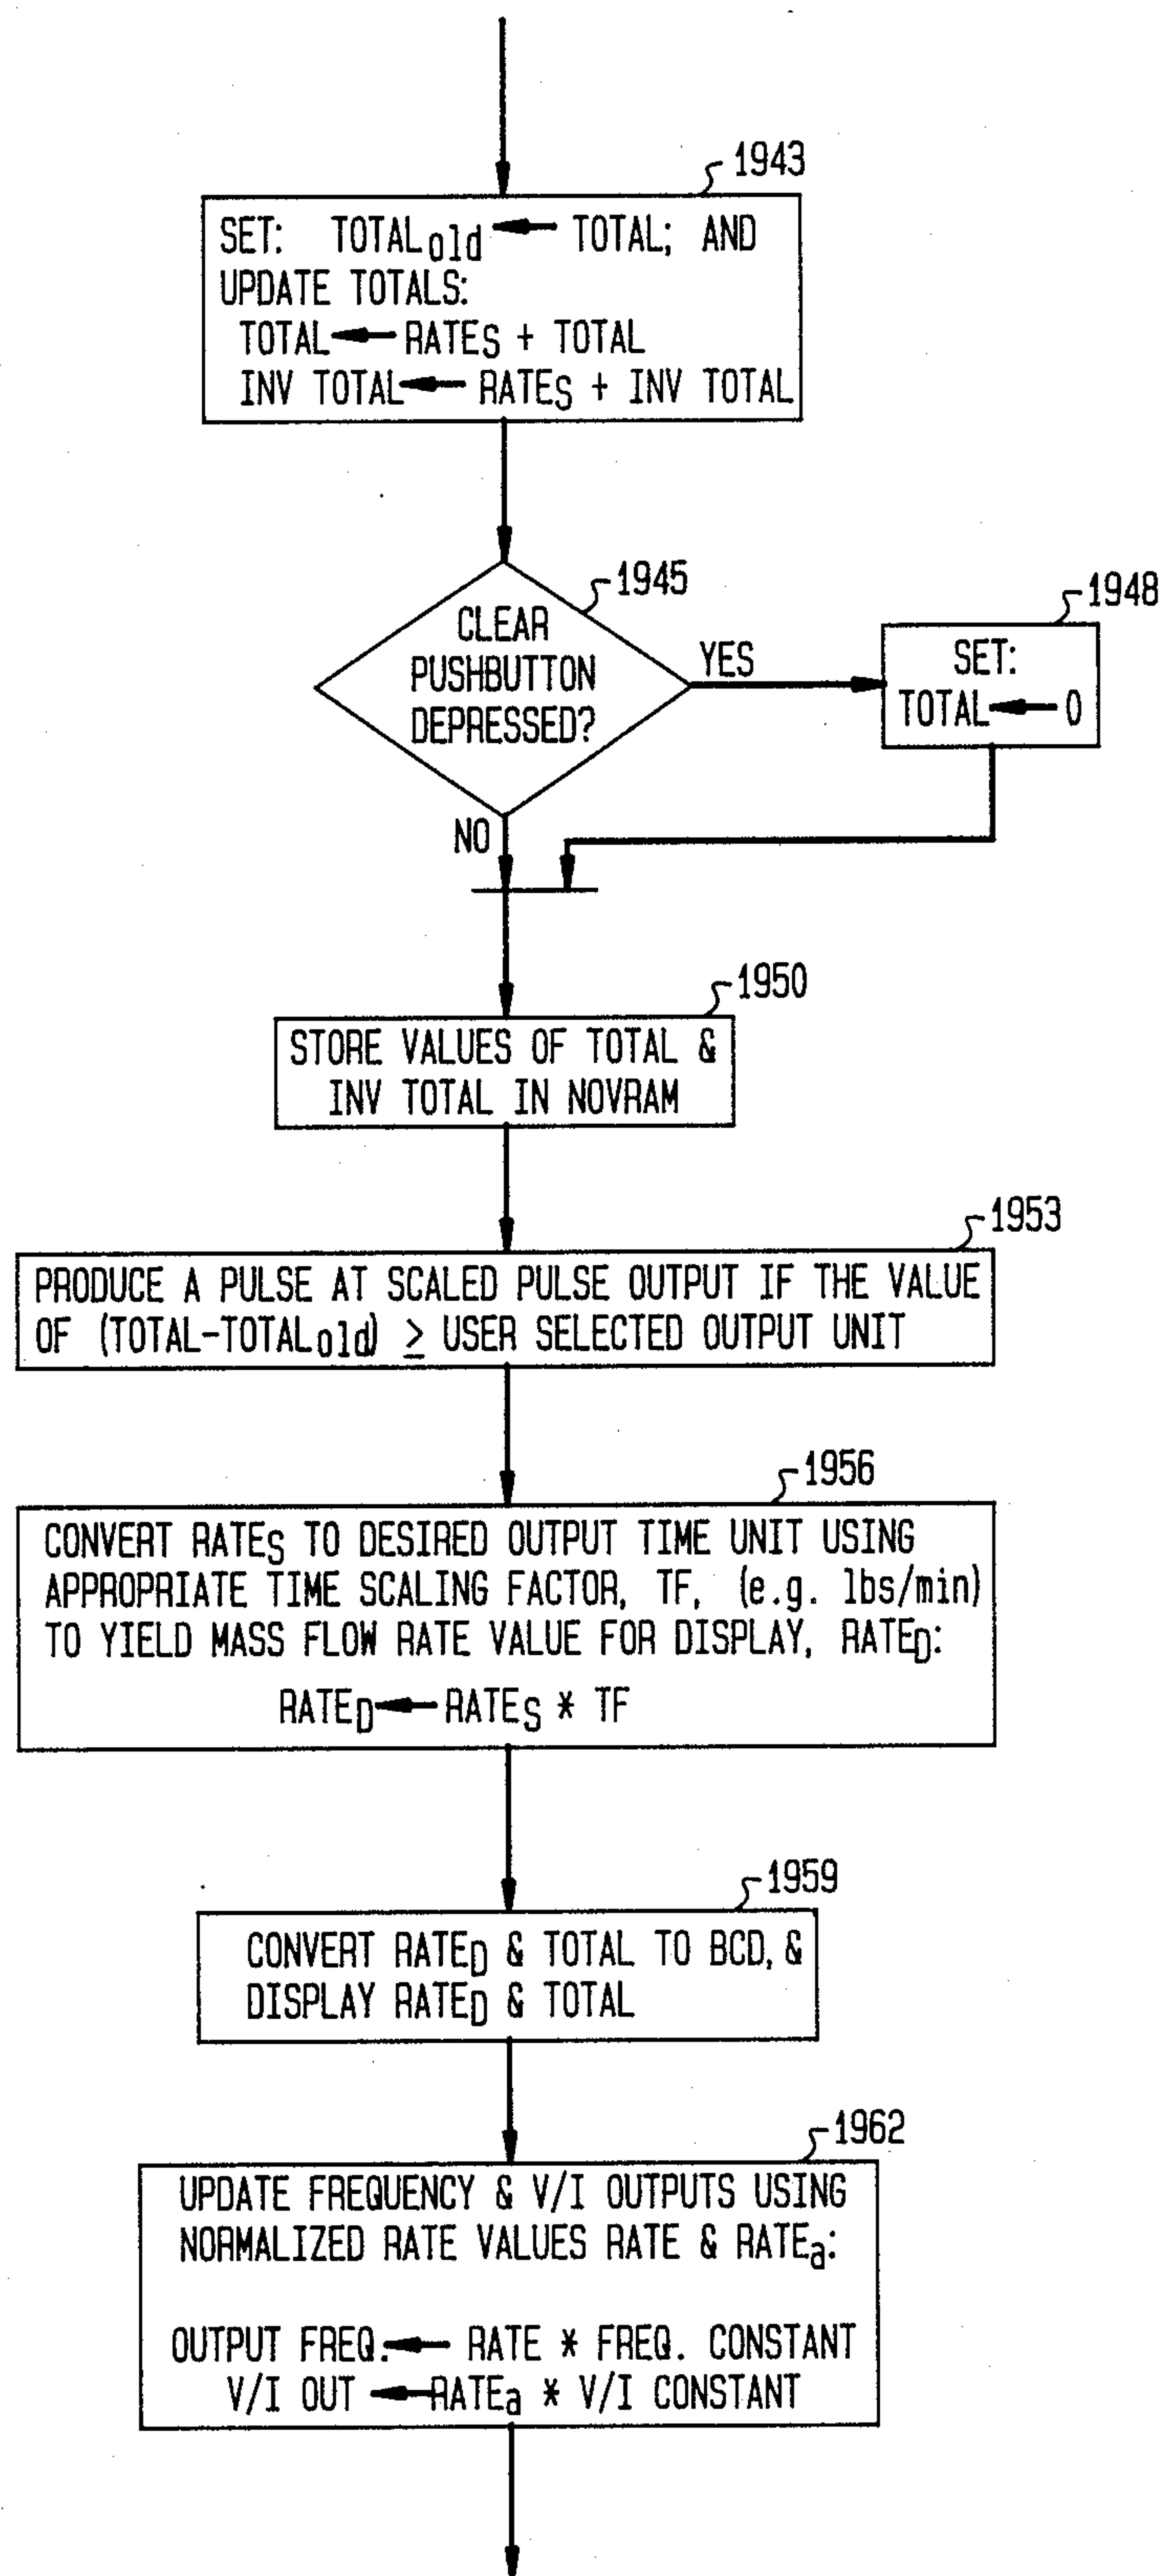 1943
SET: TOTALold ← TOTAL; AND
UPDATE TOTALS:
TOTAL ← RATES + TOTAL
INV TOTAL ← RATES + INV TOTAL
1945
CLEAR
PUSHBUTTON
DEPRESSED?
YES
1948
SET:
TOTAL ← 0
NO
1950
STORE VALUES OF TOTAL &
INV TOTAL IN NOVRAM
1953
PRODUCE A PULSE AT SCALED PULSE OUTPUT IF THE VALUE
OF (TOTAL-TOTALold) ≥ USER SELECTED OUTPUT UNIT
1956
CONVERT RATES TO DESIRED OUTPUT TIME UNIT USING
APPROPRIATE TIME SCALING FACTOR, TF, (e.g. lbs/min)
TO YIELD MASS FLOW RATE VALUE FOR DISPLAY, RATED:
RATED ← RATES * TF
1959
CONVERT RATED & TOTAL TO BCD, &
DISPLAY RATED & TOTAL
1962
UPDATE FREQUENCY & V/I OUTPUTS USING
NORMALIZED RATE VALUES RATE & RATEa:
OUTPUT FREQ. ← RATE * FREQ. CONSTANT
V/I OUT ← RATEa * V/I CONSTANT